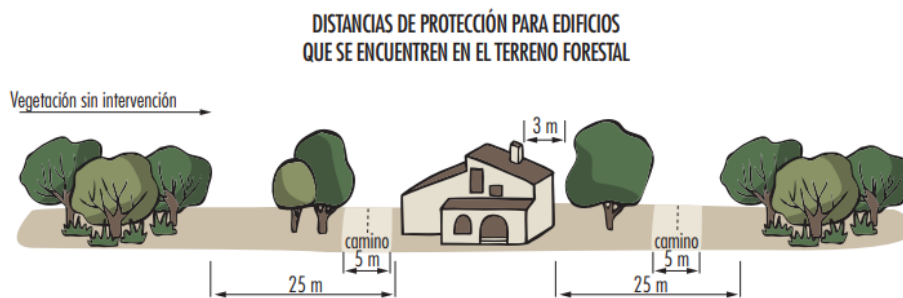 DISTANCIAS DE PROTECCIÓN PARA EDIFICIOS
QUE SE ENCUENTREN EN EL TERRENO FORESTAL
Vegetación sin intervención
3 m
camino
5 m
camino
5 m
25 m
25 m